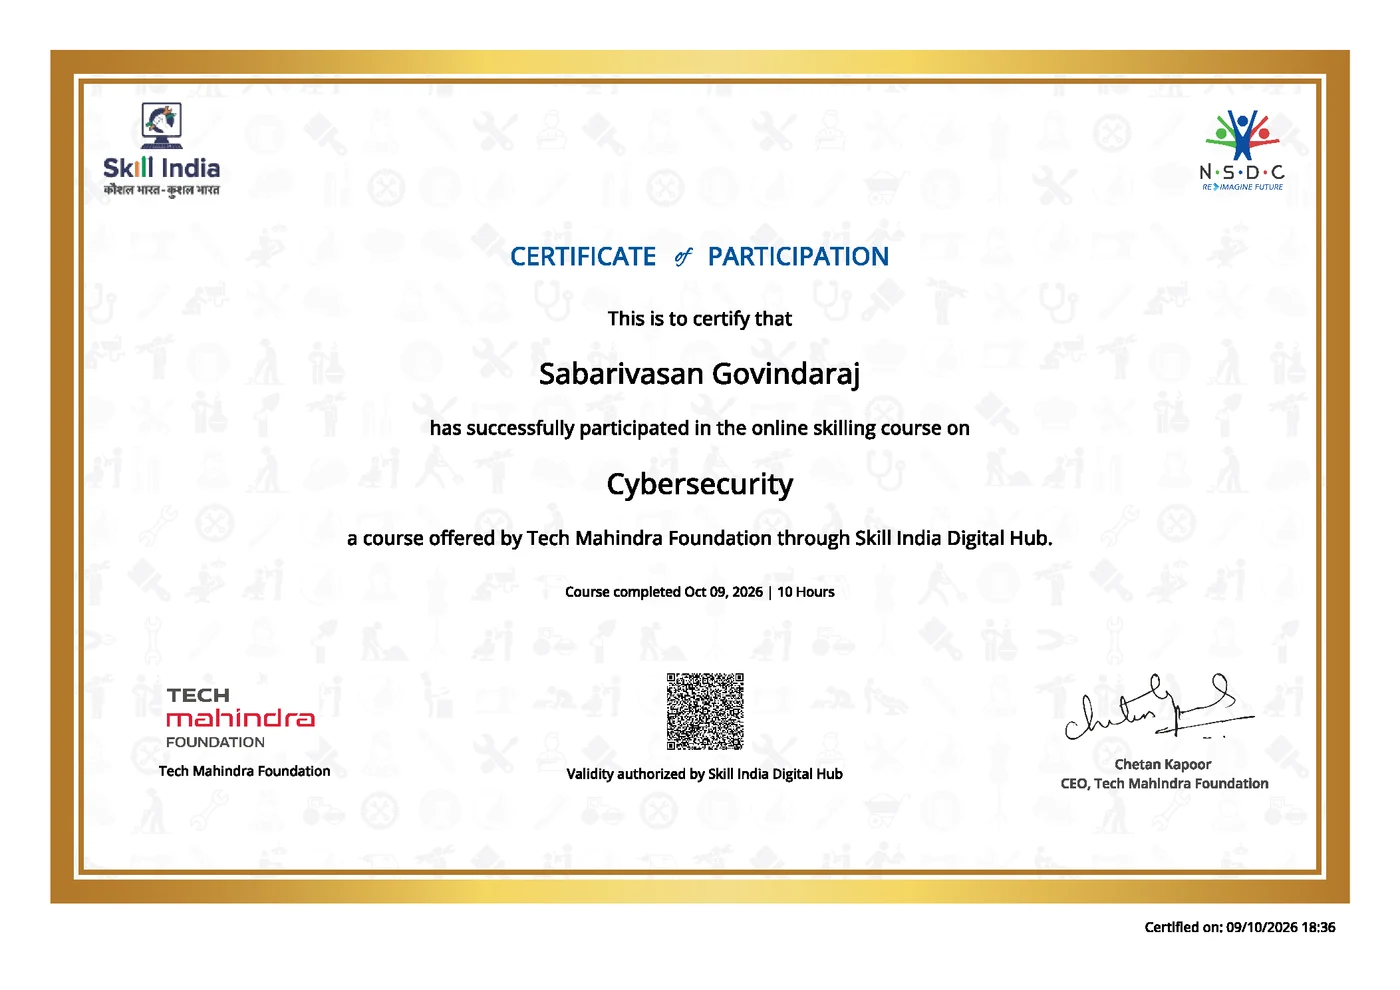 Skill India
कौशल भारत-कुशल भारत
N·S·D·C
RE IMAGINE FUTURE
CERTIFICATE of PARTICIPATION
This is to certify that
Sabarivasan Govindaraj
has successfully participated in the online skilling course on
Cybersecurity
a course offered by Tech Mahindra Foundation through Skill India Digital Hub.
Course completed Oct 09, 2026 | 10 Hours
TECH
mahindra
FOUNDATION
Tech Mahindra Foundation
Validity authorized by Skill India Digital Hub
Chetan Kapoor
CEO, Tech Mahindra Foundation
Certified on: 09/10/2026 18:36